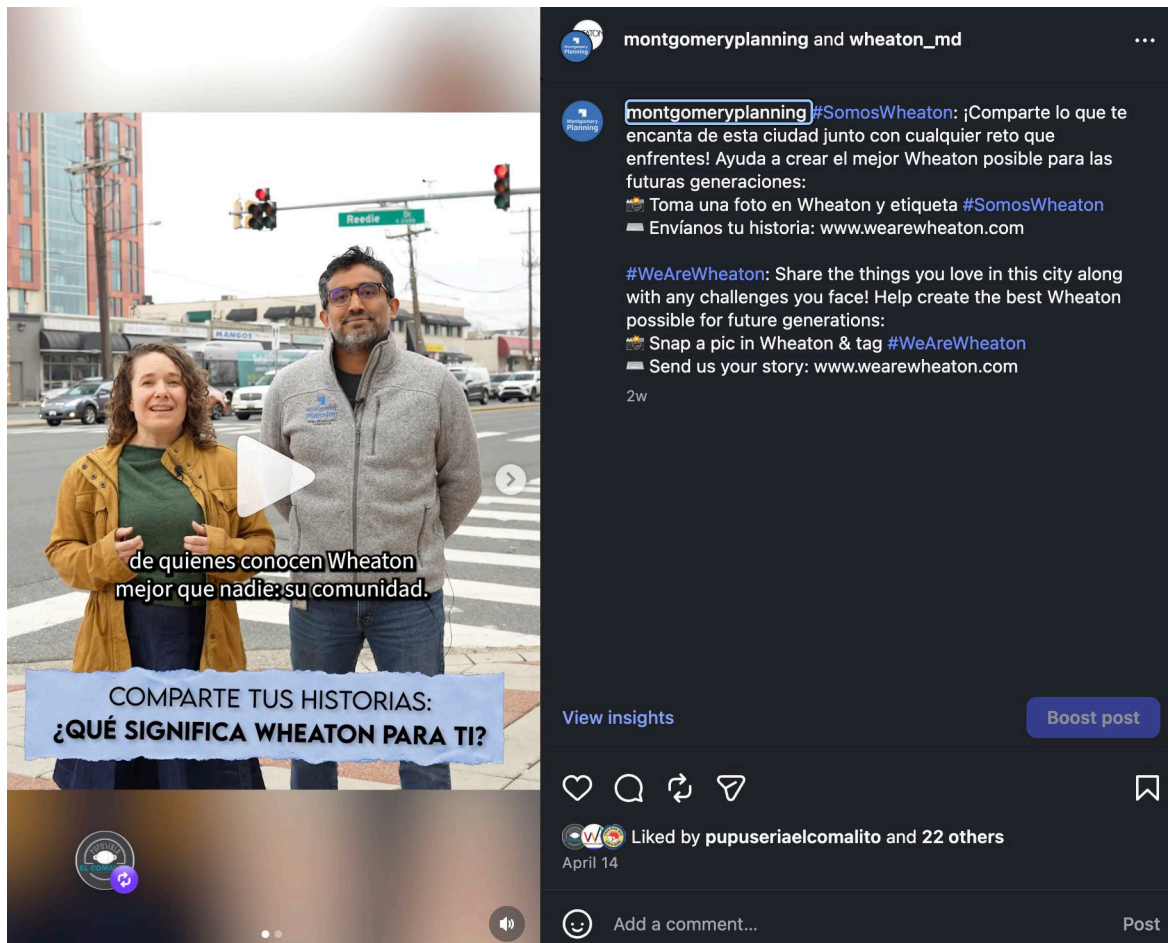 montgomeryplanning and wheaton_md
montgomeryplanning #SomosWheaton: ¡Comparte lo que te
encanta de esta ciudad junto con cualquier reto que
enfrentes! Ayuda a crear el mejor Wheaton posible para las
futuras generaciones:
📸 Toma una foto en Wheaton y etiqueta #SomosWheaton
⌨️ Envíanos tu historia: www.wearewheaton.com
#WeAreWheaton: Share the things you love in this city along
with any challenges you face! Help create the best Wheaton
possible for future generations:
📸 Snap a pic in Wheaton & tag #WeAreWheaton
⌨️ Send us your story: www.wearewheaton.com
2w
Reedie Dr.
MANGOS
Montgomery
Planning
de quienes conocen Wheaton
mejor que nadie: su comunidad.
COMPARTE TUS HISTORIAS:
¿QUÉ SIGNIFICA WHEATON PARA TI?
PUPUSERIA
View insights
Boost post
Liked by pupuseriaelcomalito and 22 others
April 14
Add a comment...
Post